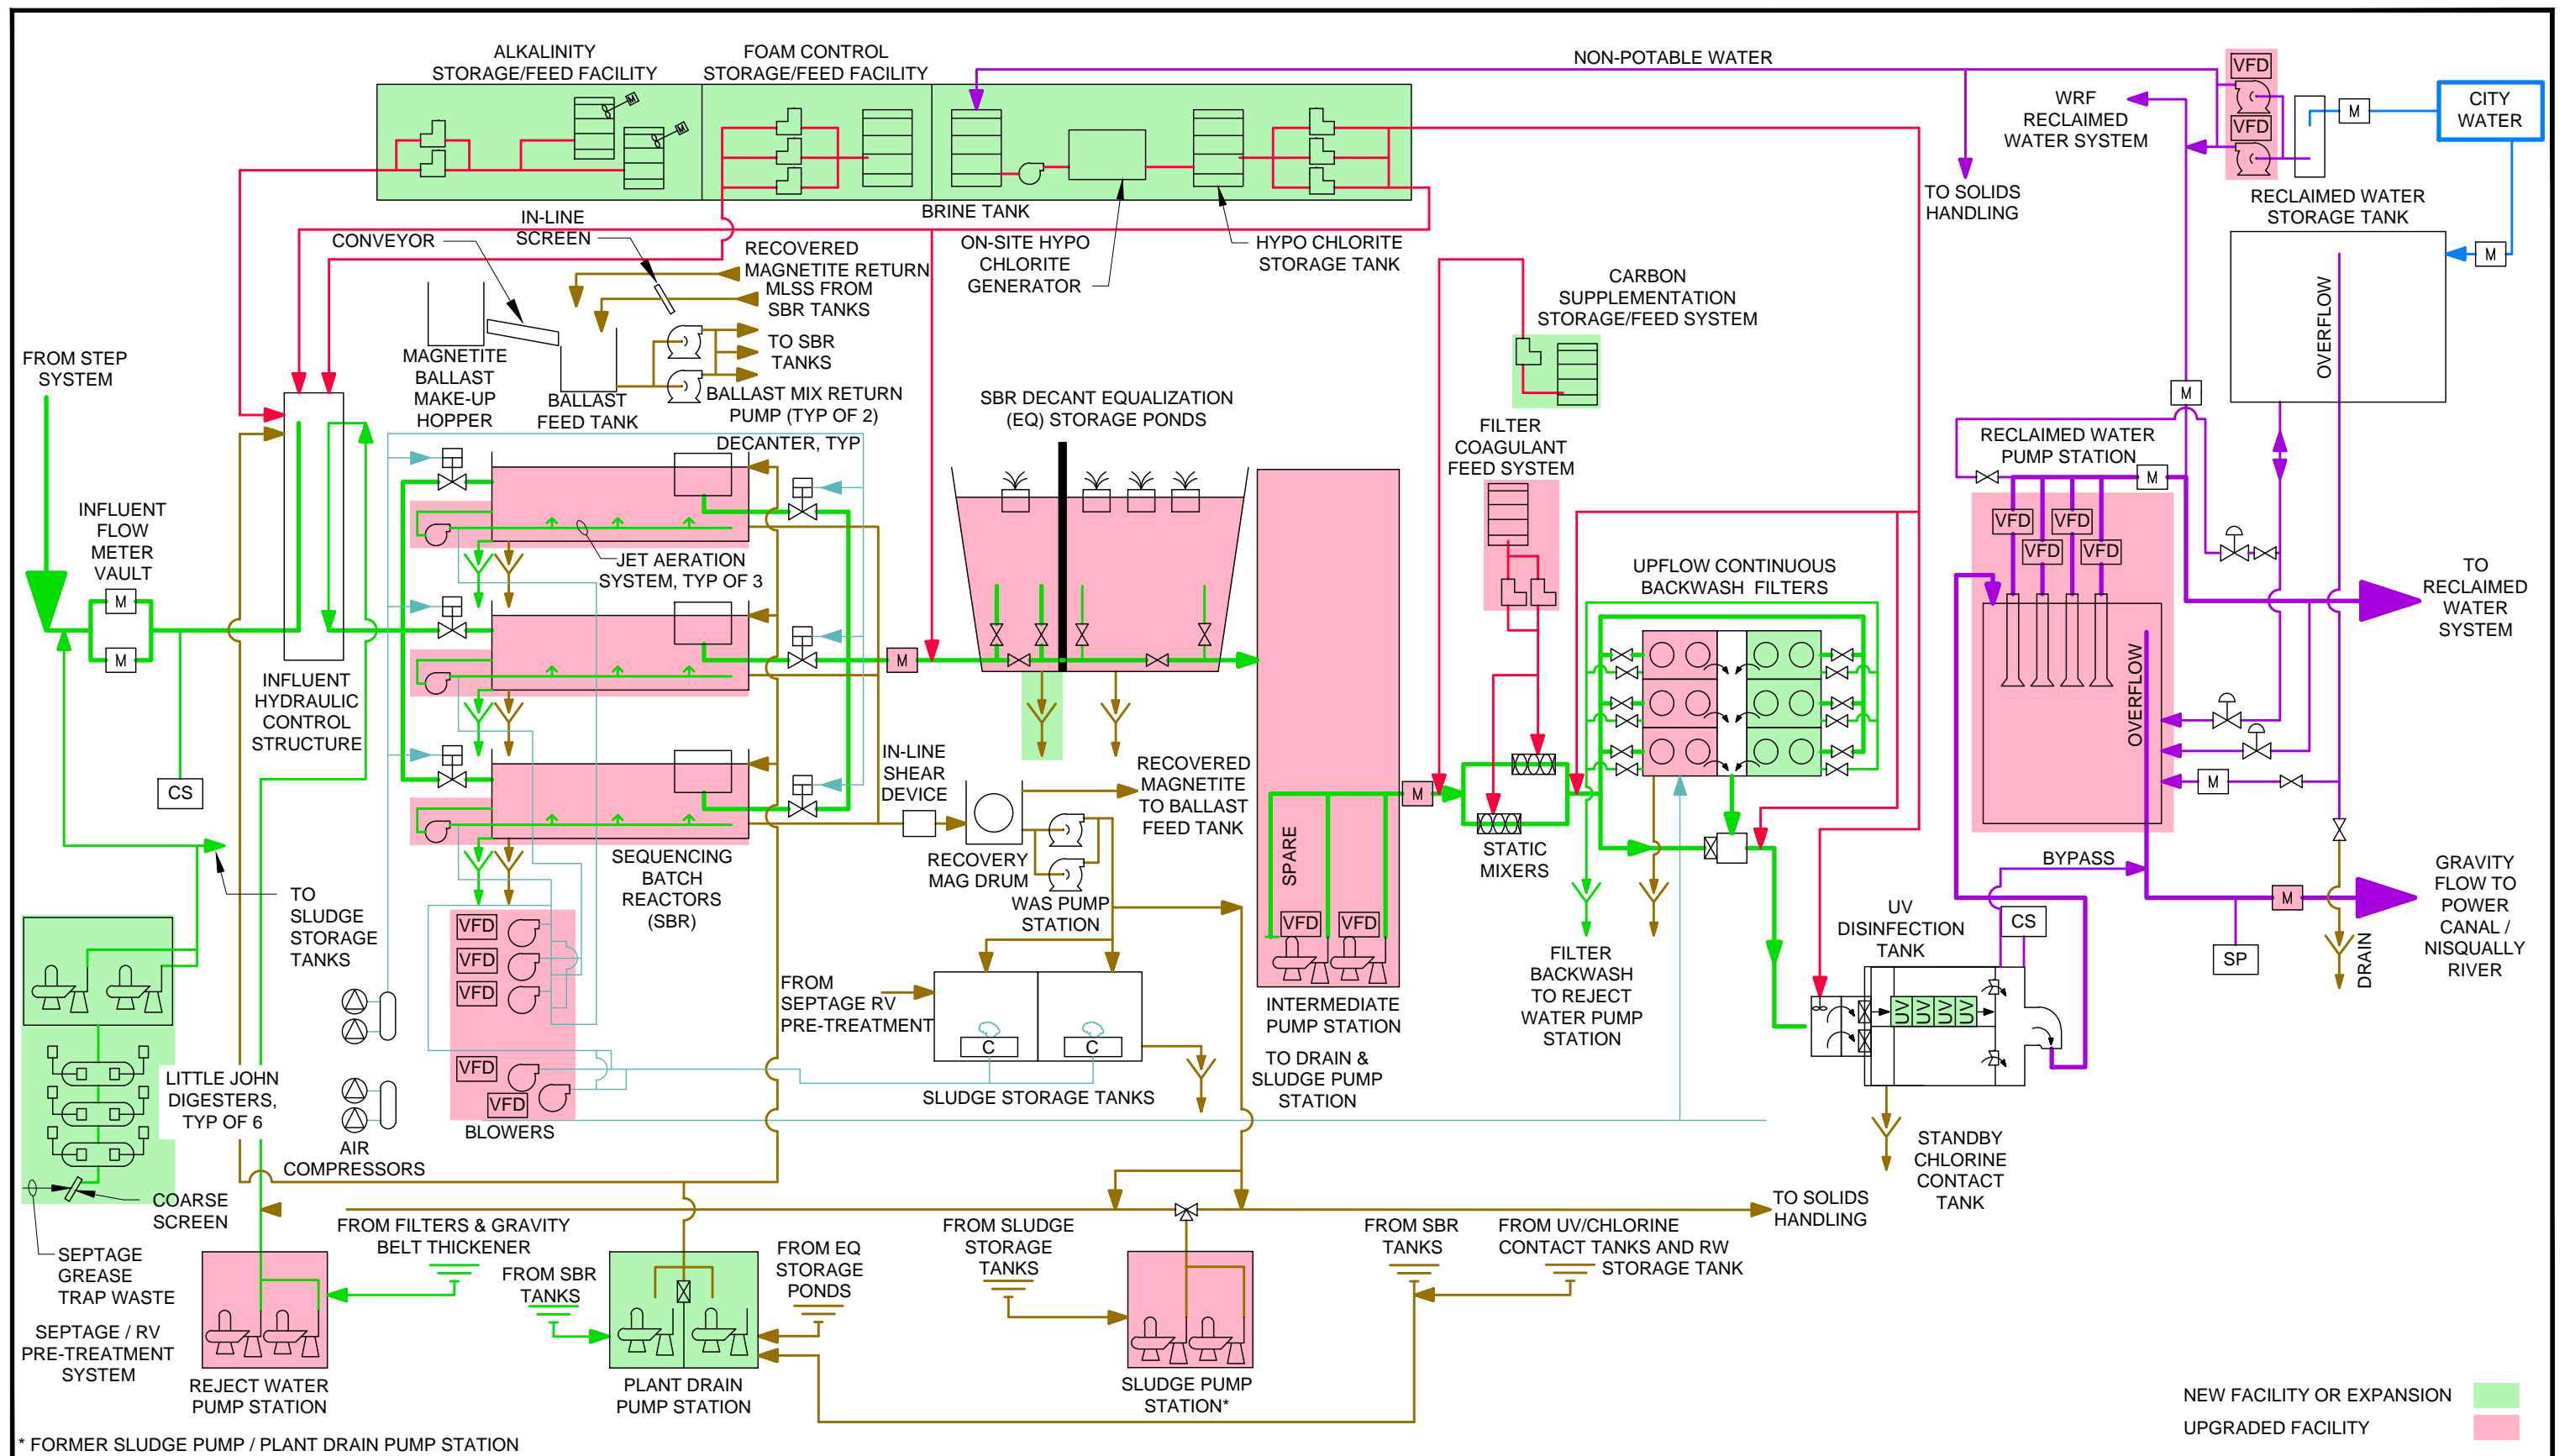 ALKALINITY
STORAGE/FEED FACILITY
FOAM CONTROL
STORAGE/FEED FACILITY
NON-POTABLE WATER
VFD
VFD
M
CITY
WATER
WRF
RECLAIMED
WATER SYSTEM
M
M
TO SOLIDS
HANDLING
RECLAIMED WATER
STORAGE TANK
M
OVERFLOW
BRINE TANK
ON-SITE HYPO
CHLORITE
GENERATOR
HYPO CHLORITE
STORAGE TANK
IN-LINE
SCREEN
CONVEYOR
RECOVERED
MAGNETITE RETURN
MLSS FROM
SBR TANKS
TO SBR
TANKS
MAGNETITE
BALLAST
MAKE-UP
HOPPER
BALLAST
FEED TANK
BALLAST MIX RETURN
PUMP (TYP OF 2)
DECANTER, TYP
CARBON
SUPPLEMENTATION
STORAGE/FEED SYSTEM
FROM STEP
SYSTEM
SBR DECANT EQUALIZATION
(EQ) STORAGE PONDS
FILTER
COAGULANT
FEED SYSTEM
M
RECLAIMED WATER
PUMP STATION
M
INFLUENT
FLOW
METER
VAULT
M
M
INFLUENT
HYDRAULIC
CONTROL
STRUCTURE
CS
JET AERATION
SYSTEM, TYP OF 3
M
UPFLOW CONTINUOUS
BACKWASH FILTERS
VFD
VFD
VFD
VFD
TO
RECLAIMED
WATER
SYSTEM
OVERFLOW
M
IN-LINE
SHEAR
DEVICE
RECOVERED
MAGNETITE
TO BALLAST
FEED TANK
M
STATIC
MIXERS
SEQUENCING
BATCH
REACTORS
(SBR)
RECOVERY
MAG DRUM
WAS PUMP
STATION
SPARE
VFD
VFD
BYPASS
GRAVITY
FLOW TO
POWER
CANAL /
NISQUALLY
RIVER
M
SP
CS
DRAIN
TO
SLUDGE
STORAGE
TANKS
VFD
VFD
VFD
VFD
VFD
BLOWERS
FROM
SEPTAGE RV
PRE-TREATMENT
C
C
SLUDGE STORAGE TANKS
INTERMEDIATE
PUMP STATION
TO DRAIN &
SLUDGE PUMP
STATION
FILTER
BACKWASH
TO REJECT
WATER PUMP
STATION
UV
DISINFECTION
TANK
UV
UV
UV
UV
STANDBY
CHLORINE
CONTACT
TANK
LITTLE JOHN
DIGESTERS,
TYP OF 6
AIR
COMPRESSORS
COARSE
SCREEN
SEPTAGE
GREASE
TRAP WASTE
SEPTAGE / RV
PRE-TREATMENT
SYSTEM
FROM FILTERS & GRAVITY
BELT THICKENER
REJECT WATER
PUMP STATION
FROM SBR
TANKS
FROM EQ
STORAGE
PONDS
PLANT DRAIN
PUMP STATION
FROM SLUDGE
STORAGE
TANKS
SLUDGE PUMP
STATION*
FROM SBR
TANKS
FROM UV/CHLORINE
CONTACT TANKS AND RW
STORAGE TANK
TO SOLIDS
HANDLING
NEW FACILITY OR EXPANSION
UPGRADED FACILITY
* FORMER SLUDGE PUMP / PLANT DRAIN PUMP STATION